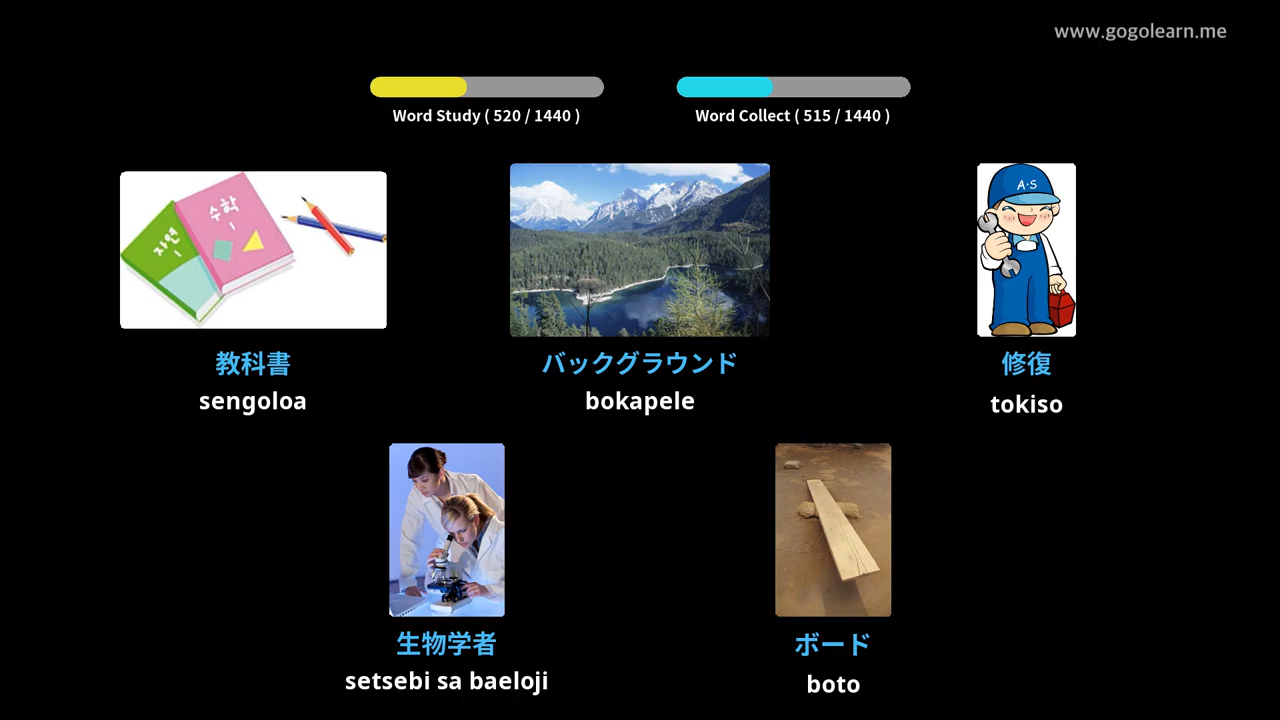 www.gogolearn.me
Word Study ( 520 / 1440 )
Word Collect ( 515 / 1440 )
자연
수학
A·S
教科書
sengoloa
バックグラウンド
bokapele
修復
tokiso
生物学者
setsebi sa baeloji
ボード
boto